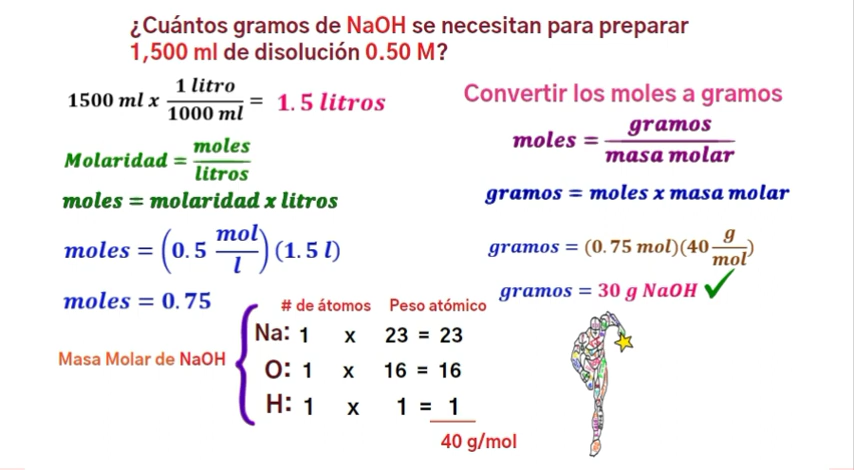 ¿Cuántos gramos de NaOH se necesitan para preparar
1,500 ml de disolución 0.50 M?
1500 ml x 1 litro / 1000 ml = 1.5 litros
Molaridad = moles / litros
moles = molaridad x litros
moles = (0.5 mol / l) (1.5 l)
moles = 0.75
Masa Molar de NaOH
# de átomos Peso atómico
Na: 1 x 23 = 23
O: 1 x 16 = 16
H: 1 x 1 = 1
40 g/mol
Convertir los moles a gramos
moles = gramos / masa molar
gramos = moles x masa molar
gramos = (0.75 mol)(40 g / mol)
gramos = 30 g NaOH ✓